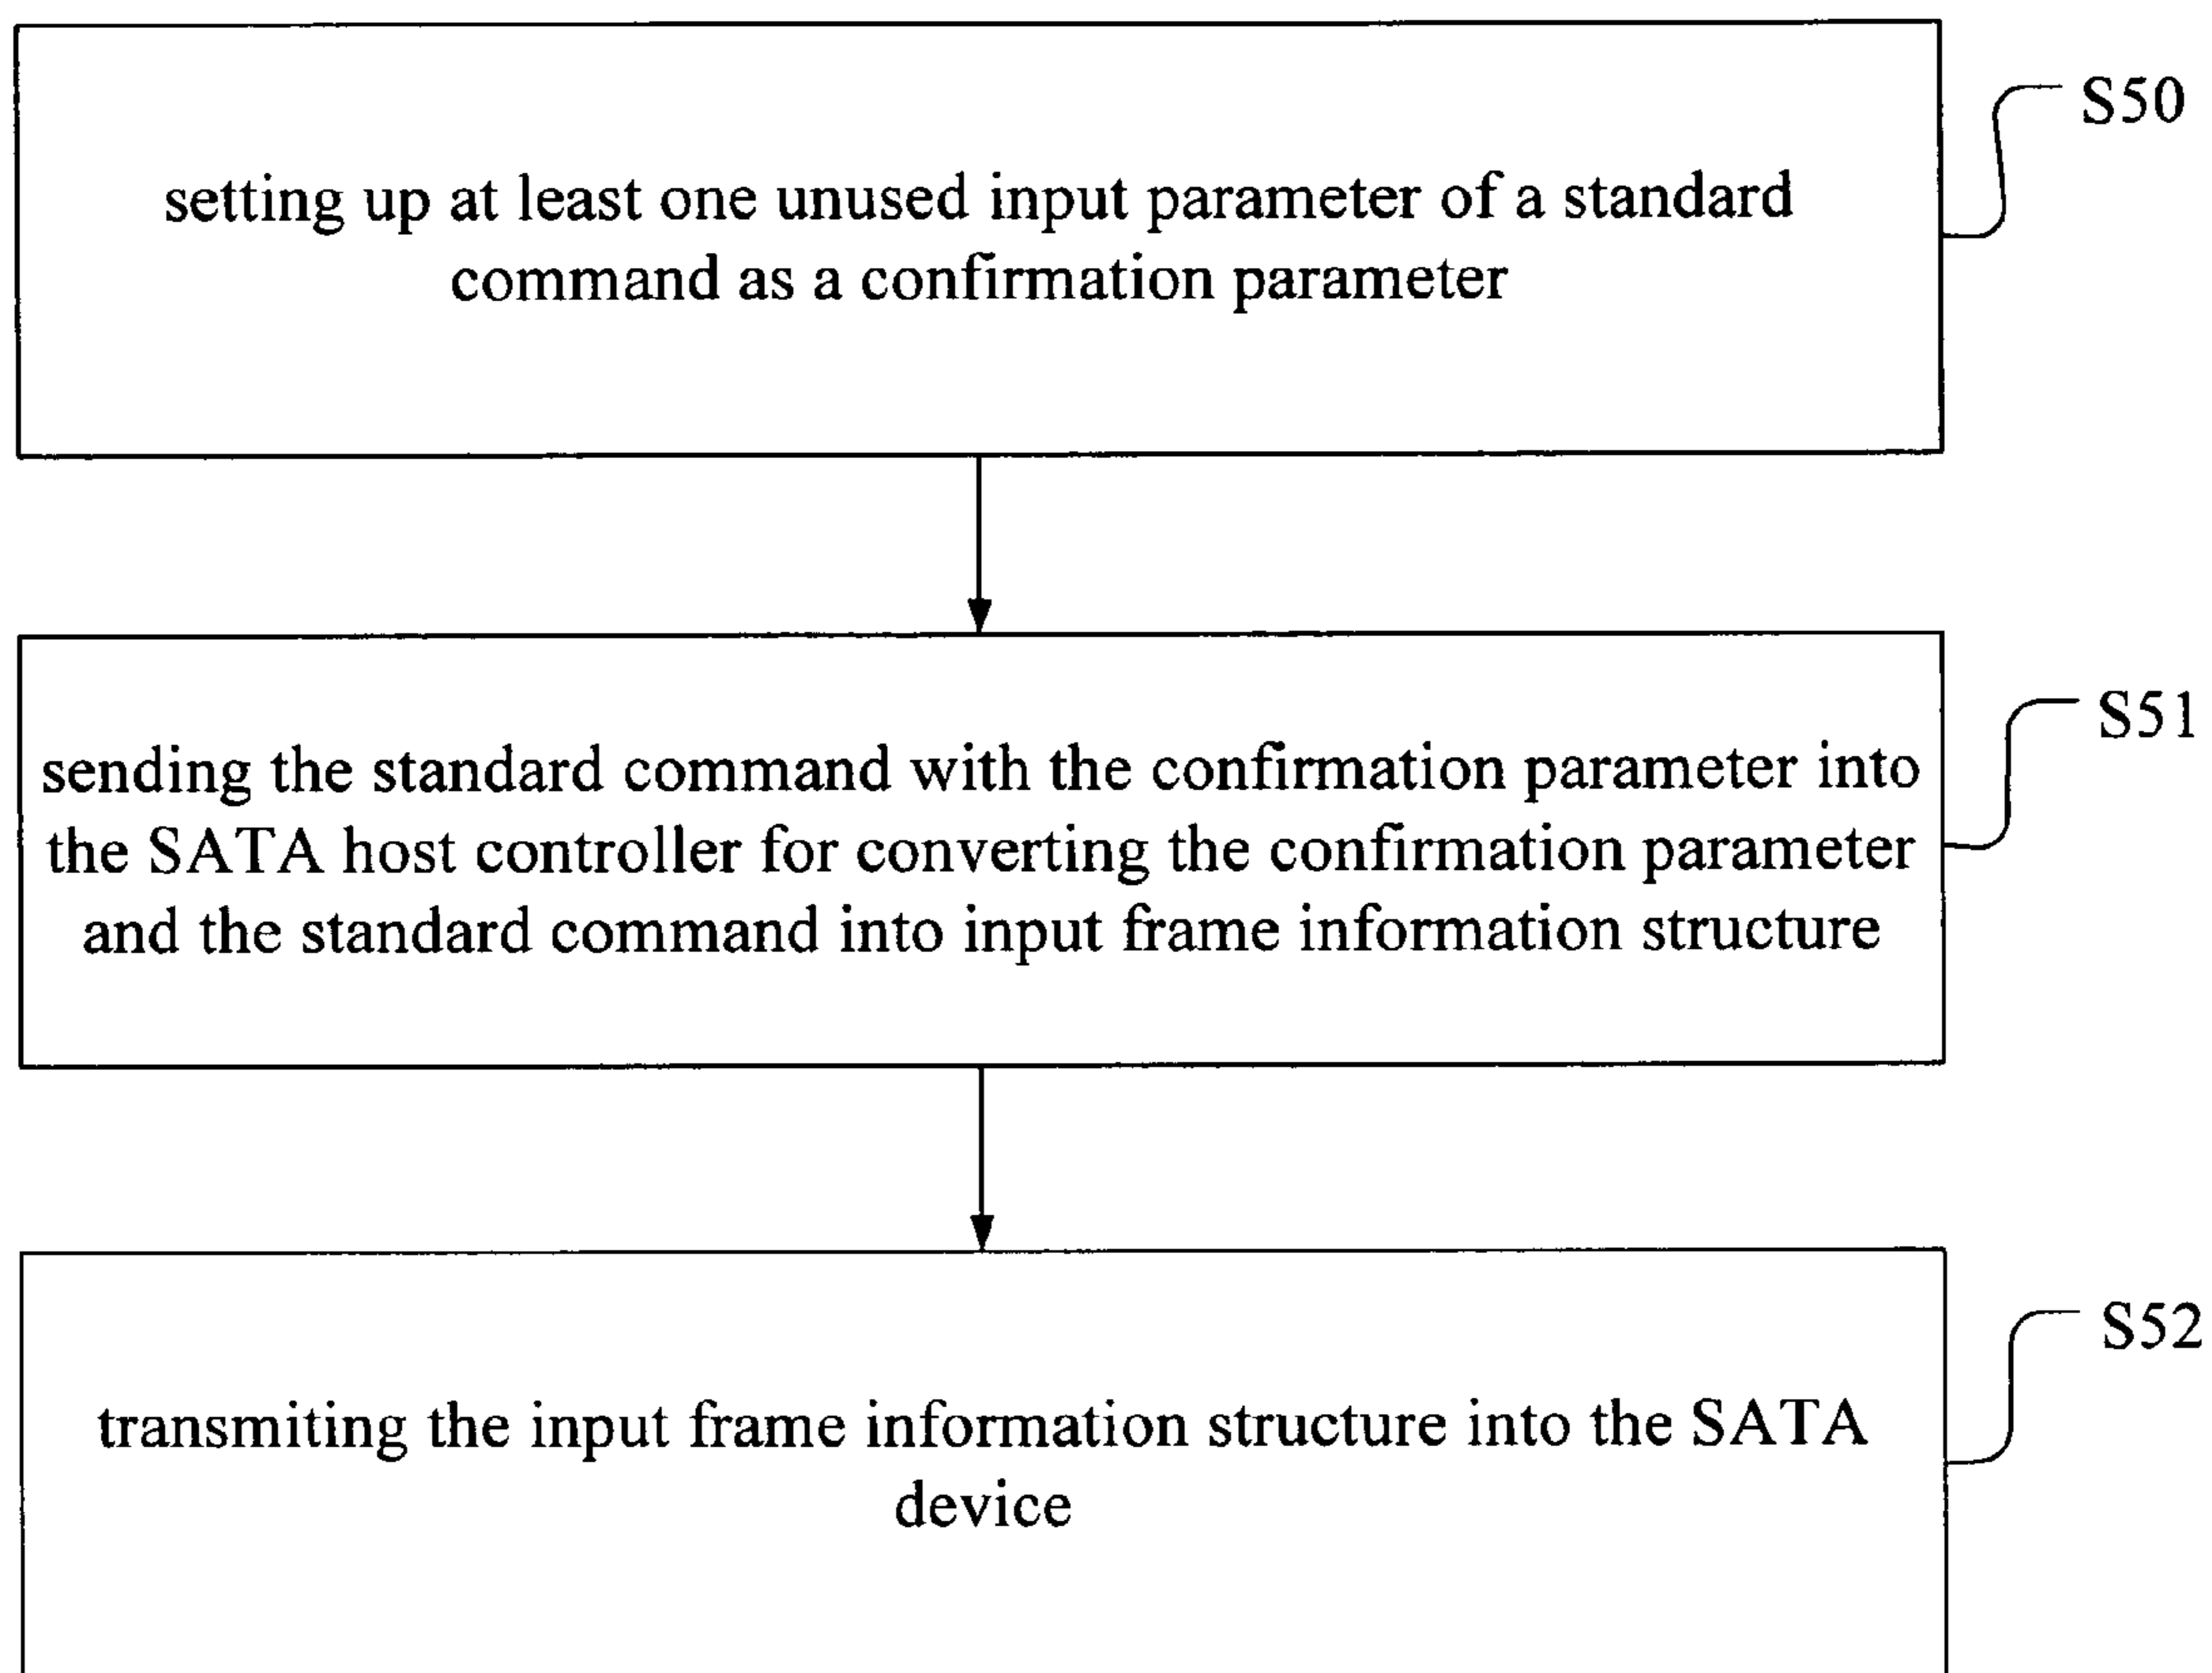 S50
setting up at least one unused input parameter of a standard
command as a confirmation parameter
S51
sending the standard command with the confirmation parameter into
the SATA host controller for converting the confirmation parameter
and the standard command into input frame information structure
S52
transmiting the input frame information structure into the SATA
device